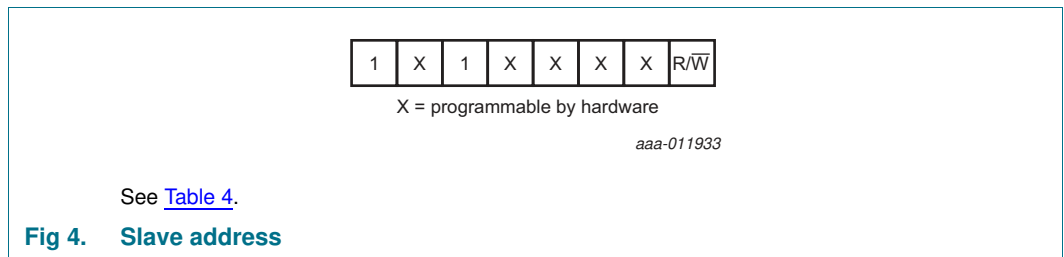 1 X 1 X X X X R/W̅
X = programmable by hardware
aaa-011933
See Table 4.
Fig 4. Slave address